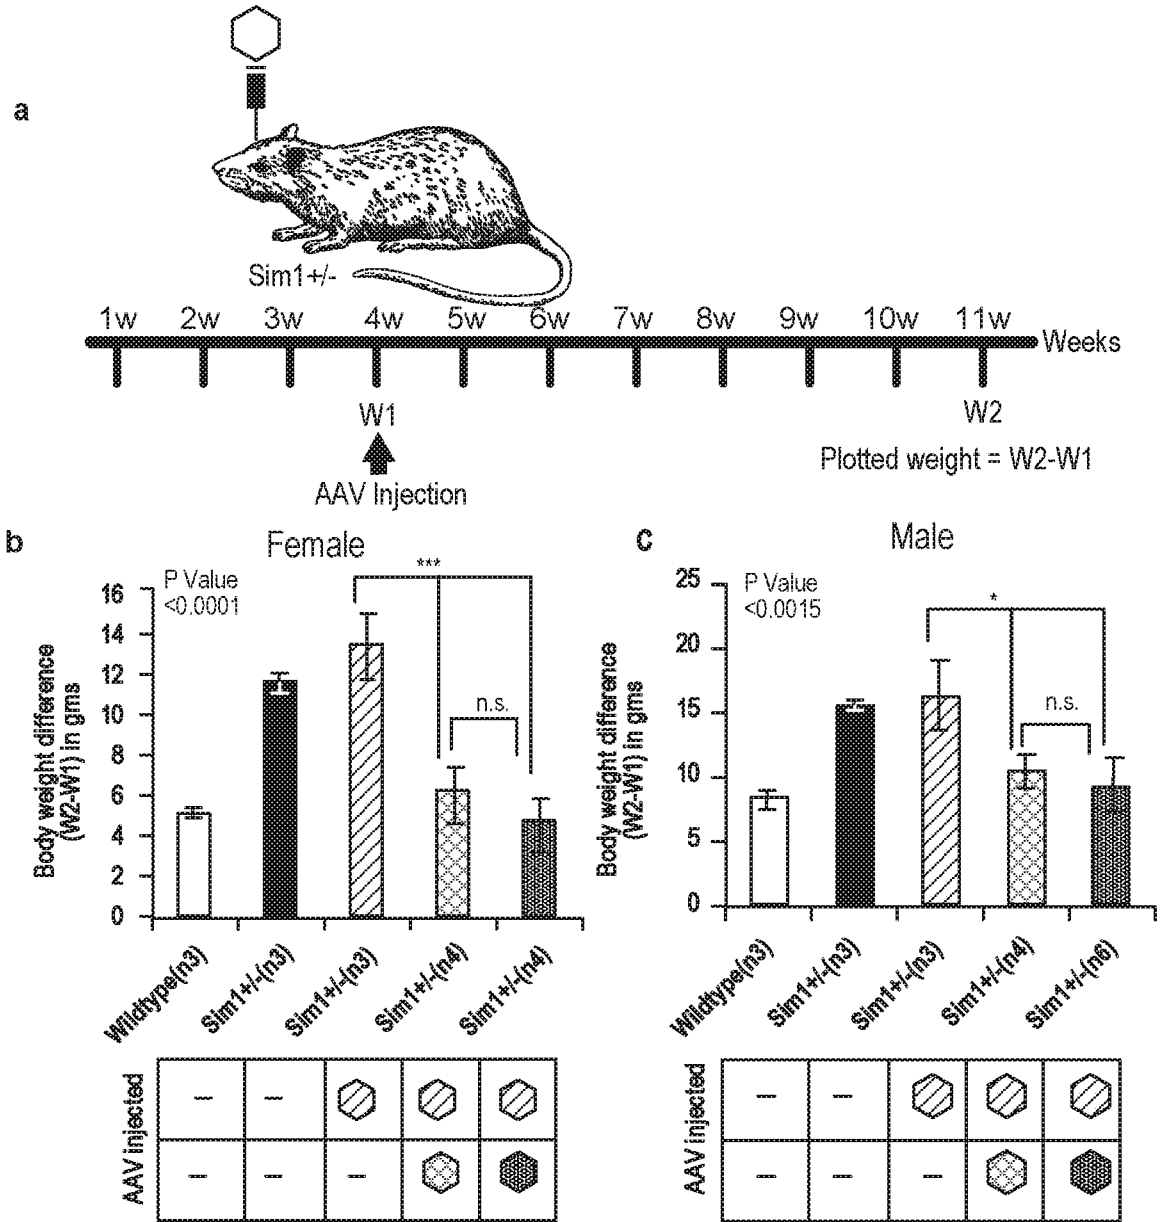 a
Sim1+/-
1w 2w 3w 4w 5w 6w 7w 8w 9w 10w 11w
Weeks
W1
W2
Plotted weight = W2-W1
AAV Injection
b
Female
P Value
<0.0001
***
n.s.
Body weight difference
(W2-W1) in gms
16
14
12
10
8
6
4
2
0
Wildtype(n3)
Sim1+/-(n3)
Sim1+/-(n3)
Sim1+/-(n4)
Sim1+/-(n4)
AAV injected
– –
– – –
c
Male
P Value
<0.0015
*
n.s.
Body weight difference
(W2-W1) in gms
25
20
15
10
5
0
Wildtype(n3)
Sim1+/-(n3)
Sim1+/-(n3)
Sim1+/-(n4)
Sim1+/-(n6)
AAV injected
– –
– – –